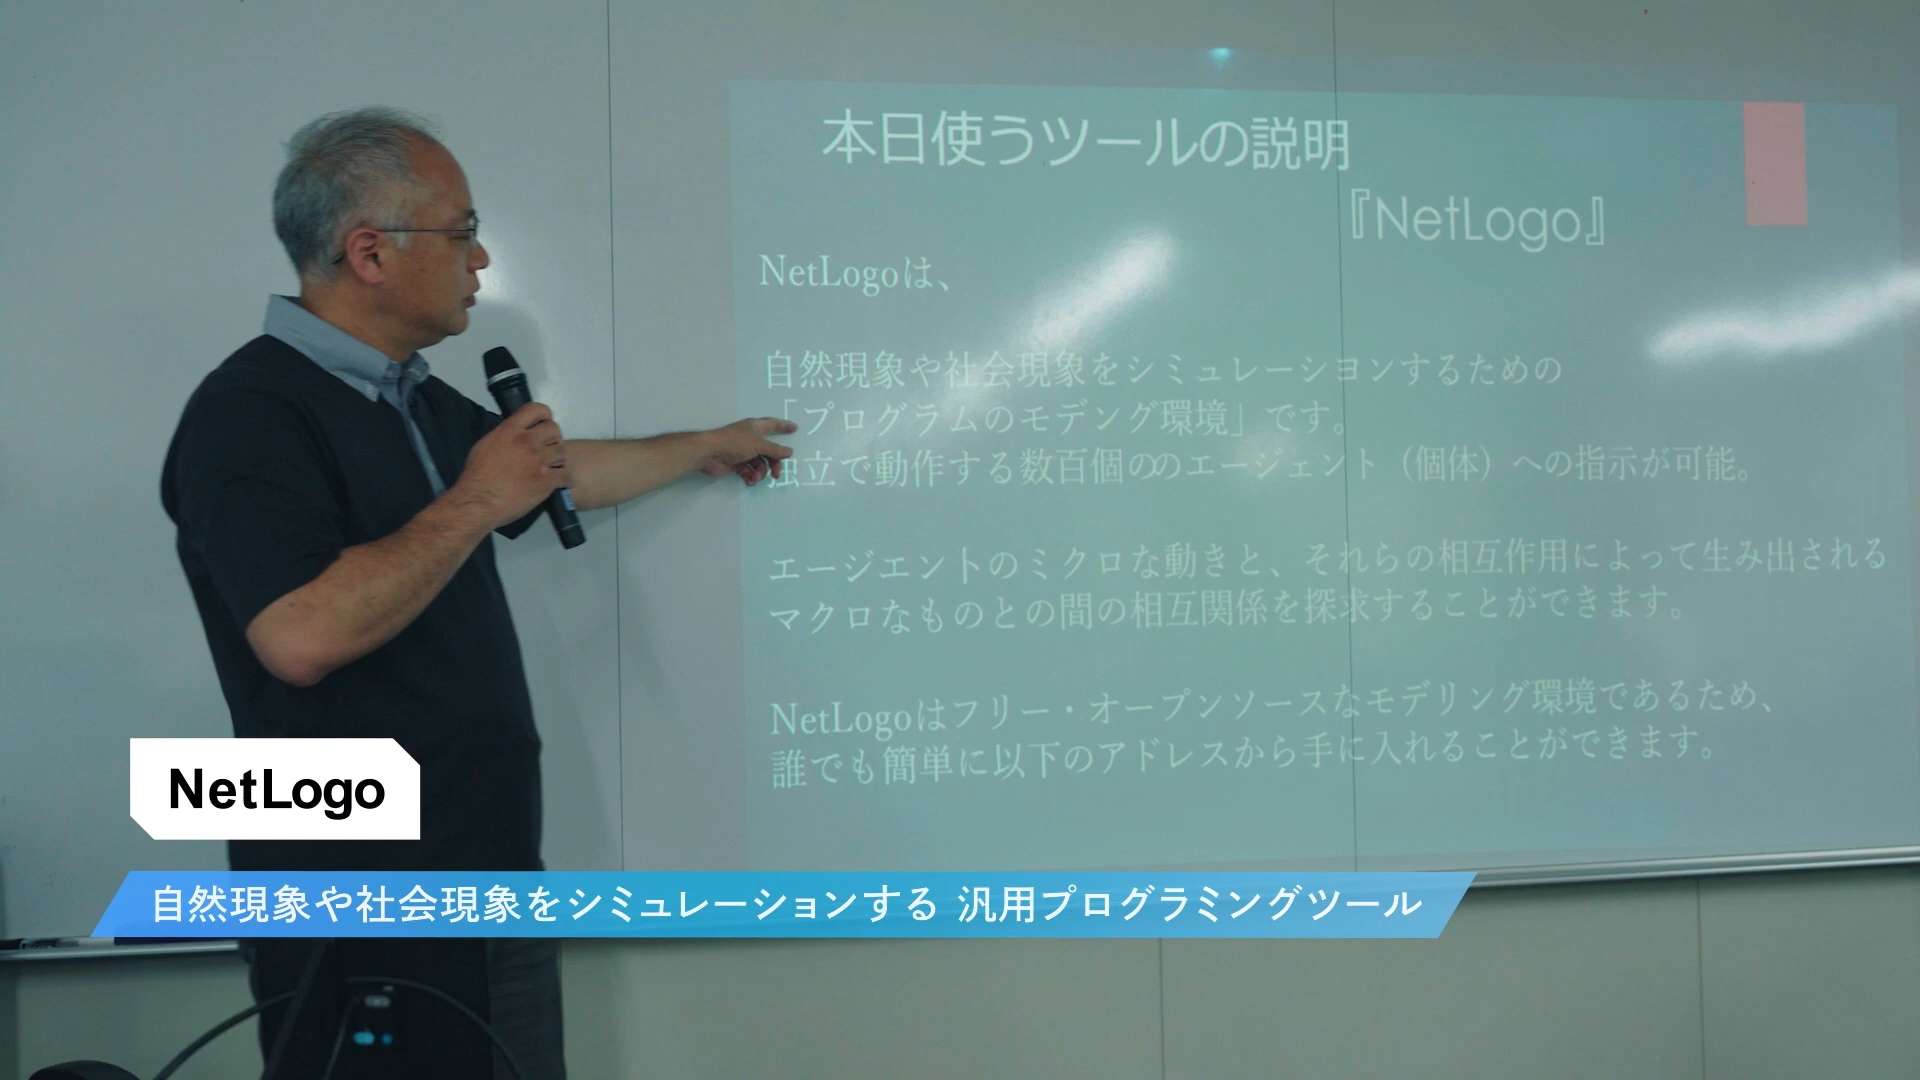 本日使うツールの説明
『NetLogo』
NetLogoは、
自然現象や社会現象をシミュレーシヨンするための
「プログラムのモデング環境」です。
独立で動作する数百個ののエージェント（個体）への指示が可能。
エージエントのミクロな動きと、それらの相互作用によって生み出される
マクロなものとの間の相互関係を探求することができます。
NetLogoはフリー・オープンソースなモデリング環境であるため、
誰でも簡単に以下のアドレスから手に入れることができます。
NetLogo
自然現象や社会現象をシミュレーションする 汎用プログラミングツール